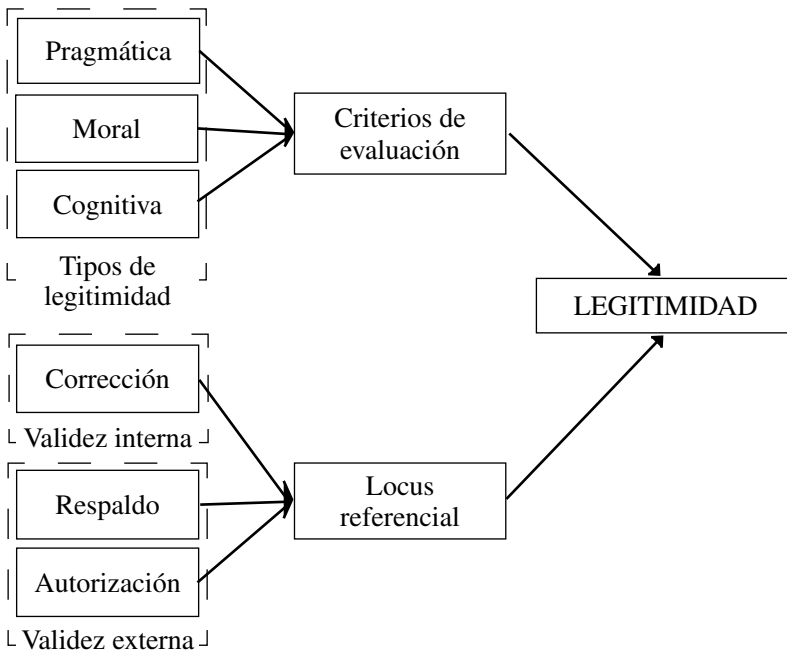 Pragmática
Moral
Cognitiva
Tipos de
legitimidad
Criterios de
evaluación
LEGITIMIDAD
Corrección
Validez interna
Respaldo
Autorización
Validez externa
Locus
referencial